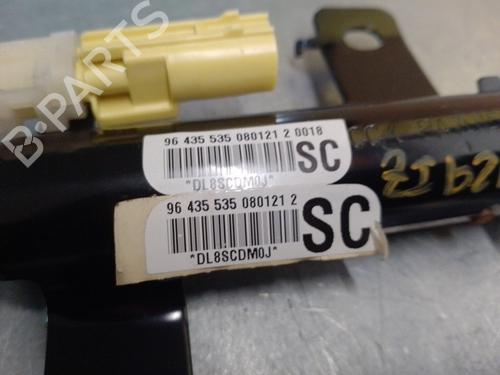 B-PARTS
96 435 535 080121 2 0018
SC
*DL8SCDM0J*
96 435 535 080121 2
SC
*DL8SCDM0J*